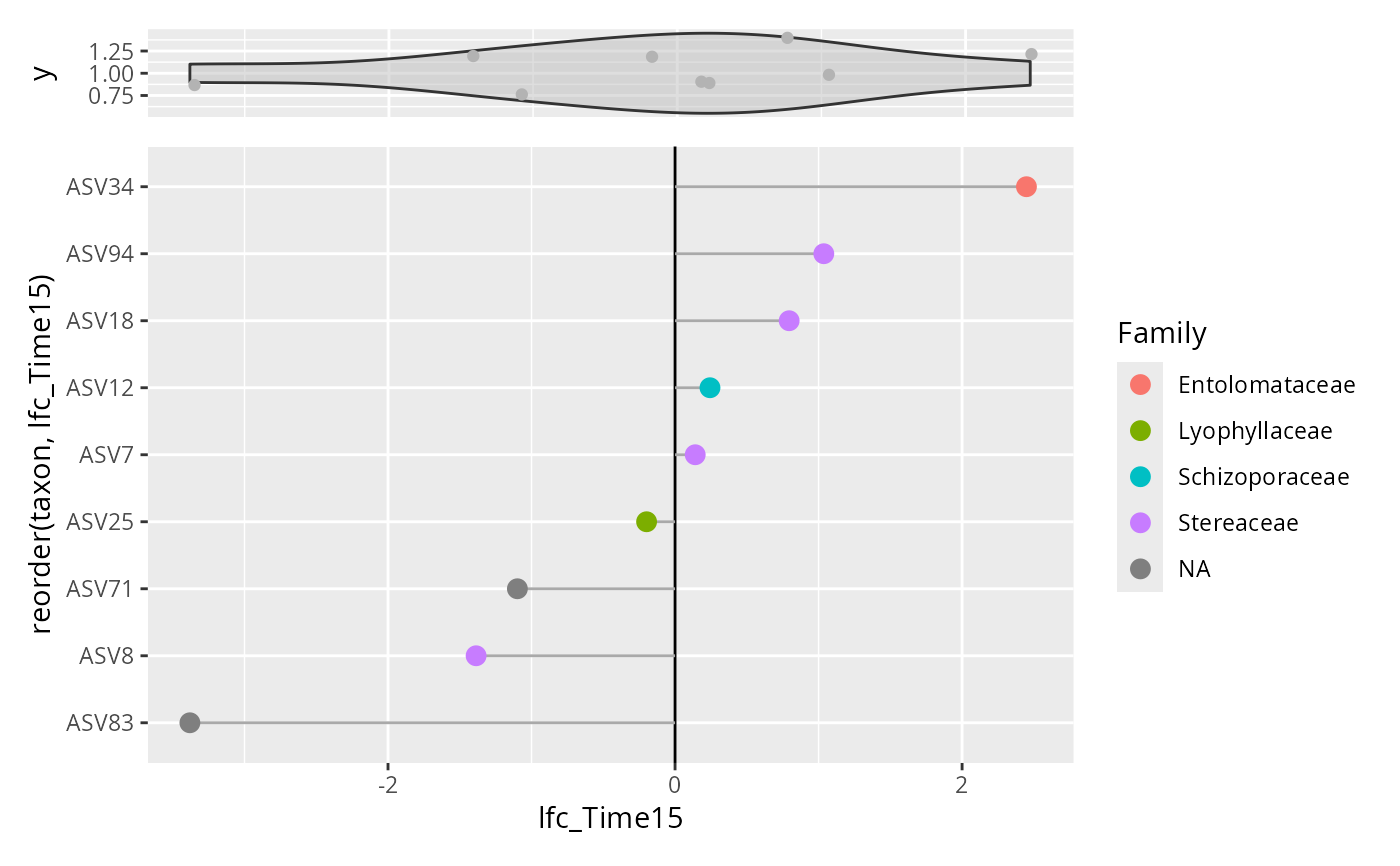 y
1.25
1.00
0.75
reorder(taxon, lfc_Time15)
ASV34
ASV94
ASV18
ASV12
ASV7
ASV25
ASV71
ASV8
ASV83
-2
0
2
lfc_Time15
Family
Entolomataceae
Lyophyllaceae
Schizoporaceae
Stereaceae
NA